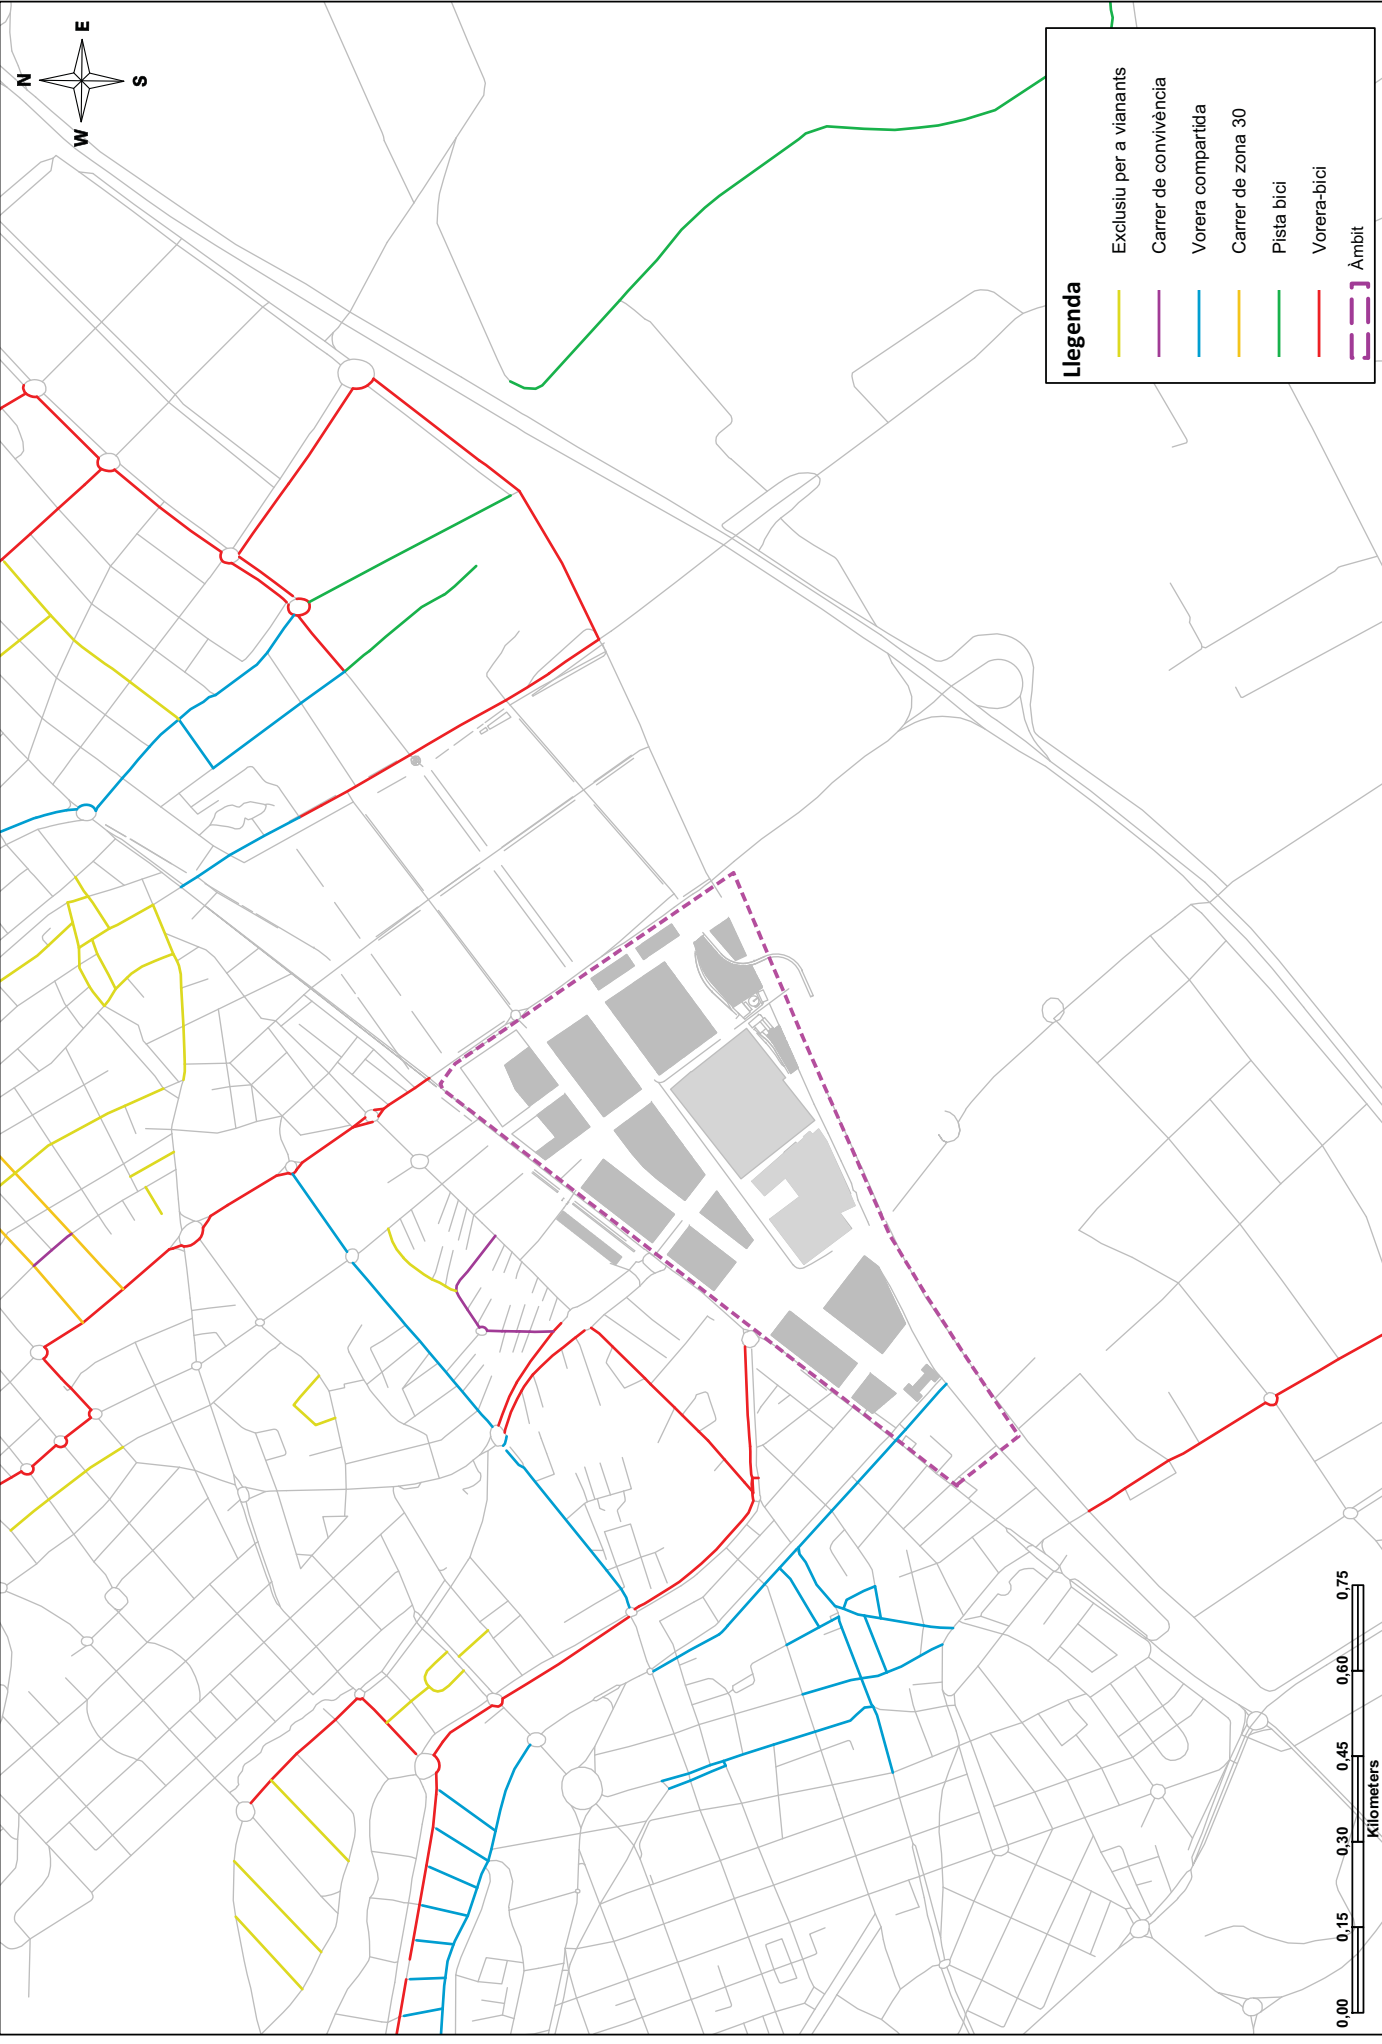 N
E
W
S
Llegenda
Exclusiu per a vianants
Carrer de convivència
Vorera compartida
Carrer de zona 30
Pista bici
Vorera-bici
Àmbit
0,00 0,15 0,30 0,45 0,60 0,75
Kilometers